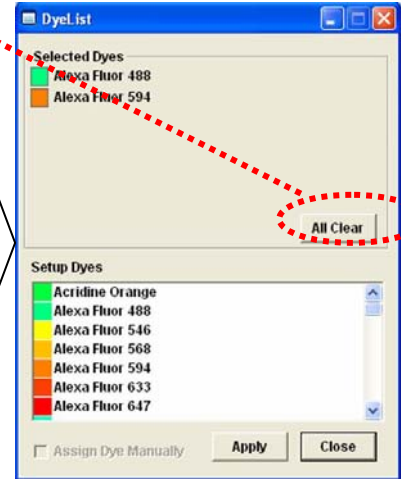 DyeList
Selected Dyes
Alexa Fluor 488
Alexa Fluor 594
All Clear
Setup Dyes
Acridine Orange
Alexa Fluor 488
Alexa Fluor 546
Alexa Fluor 568
Alexa Fluor 594
Alexa Fluor 633
Alexa Fluor 647
Assign Dye Manually
Apply
Close